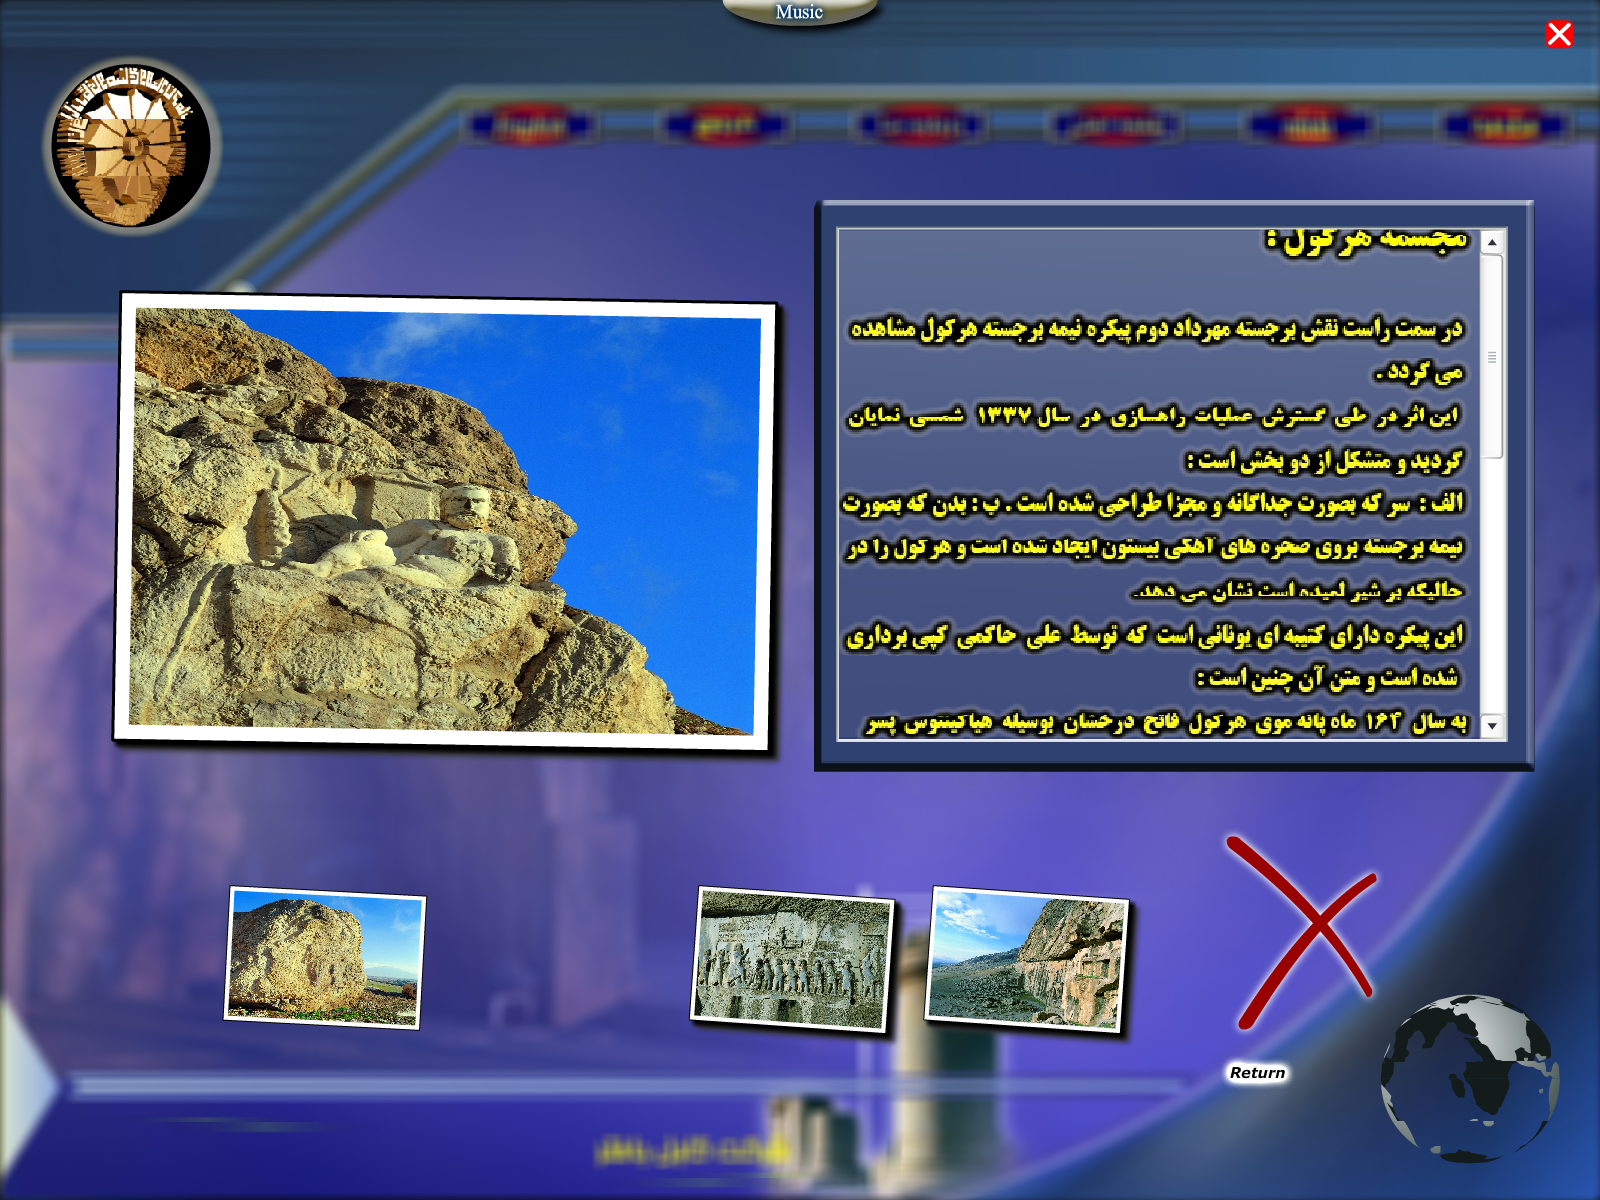 Music
مجسمه هرکول :
در سمت راست نقش برجسته مهرداد دوم پیکره نیمه برجسته هرکول مشاهده
می گردد .
این اثر در طی گسترش عملیات راهسازی در سال ۱۳۳۷ شمسی نمایان
گردید و متشکل از دو بخش است :
الف : سر که بصورت جداگانه و مجزا طراحی شده است . ب : بدن که بصورت
نیمه برجسته بروی صخره های آهکی بیستون ایجاد شده است و هرکول را در
حالیکه بر شیر لمیده است نشان می دهد.
این پیکره دارای کتیبه ای یونانی است که توسط علی حاکمی کپی برداری
شده است و متن آن چنین است :
به سال ۱۶۴ ماه پانه موی هرکول فاتح درخشان بوسیله هیاکینتوس پسر
Return